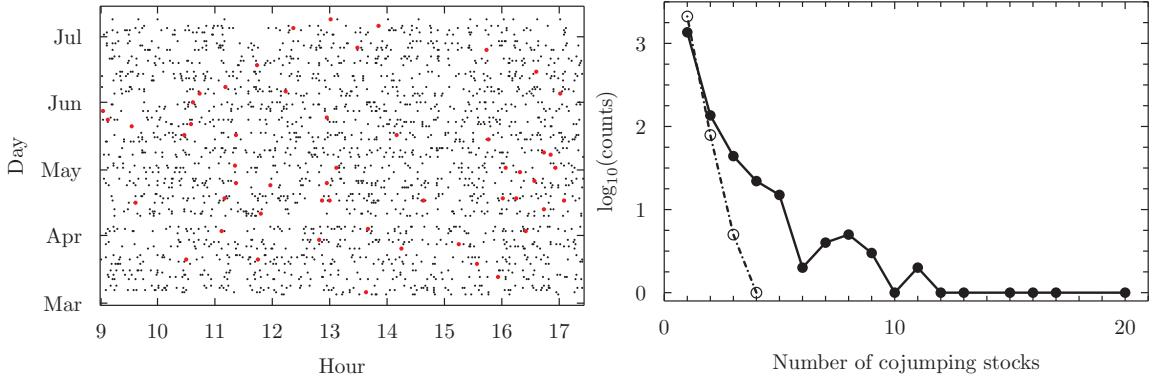 Jul
Jun
May
Apr
Mar
Day
9 10 11 12 13 14 15 16 17
Hour
3
2
1
0
log10(counts)
0 10 20
Number of cojumping stocks